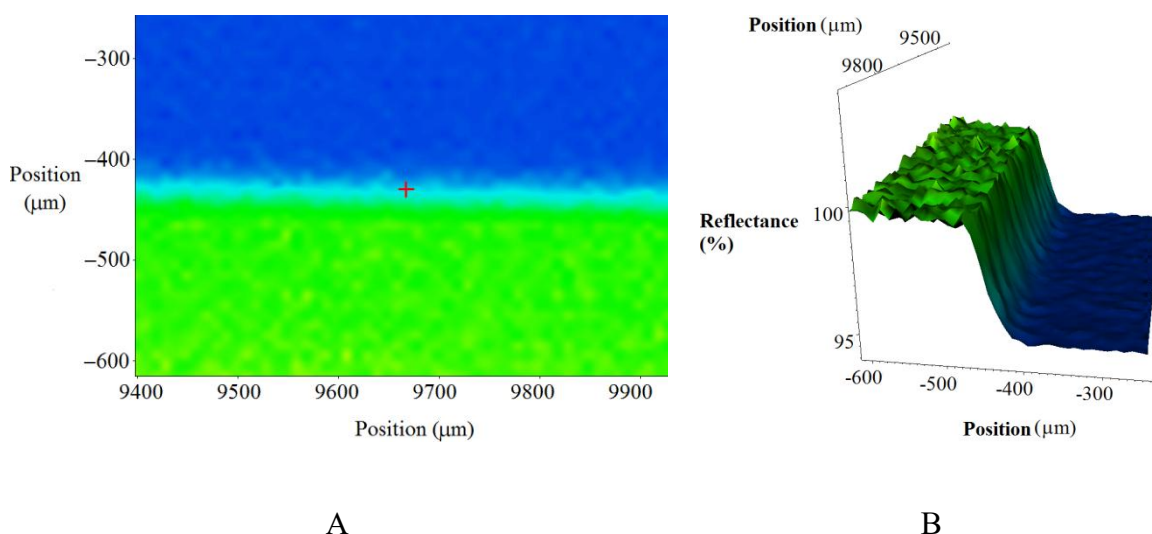 −300
−400
Position
(μm)
−500
−600
9400 9500 9600 9700 9800 9900
Position (μm)
A
Position (μm)
9500
9800
100
Reflectance
(%)
95
-600 -500 -400 -300
Position (μm)
B